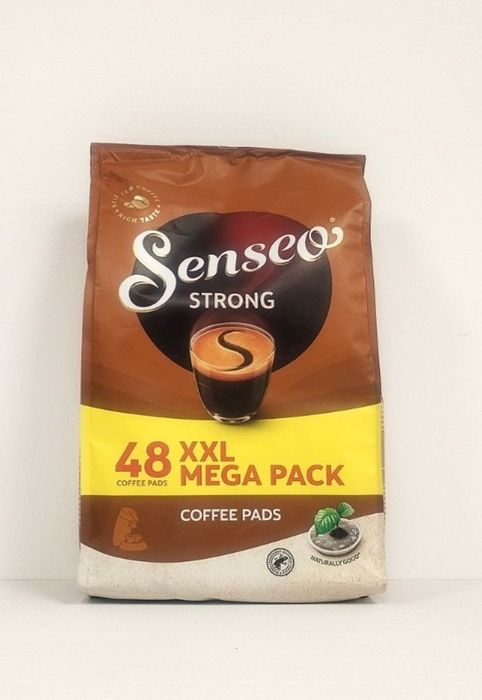 RICH TASTE
Senseo®
STRONG
48 XXL
COFFEE PADS MEGA PACK
COFFEE PADS
NATURALLY GOOD*